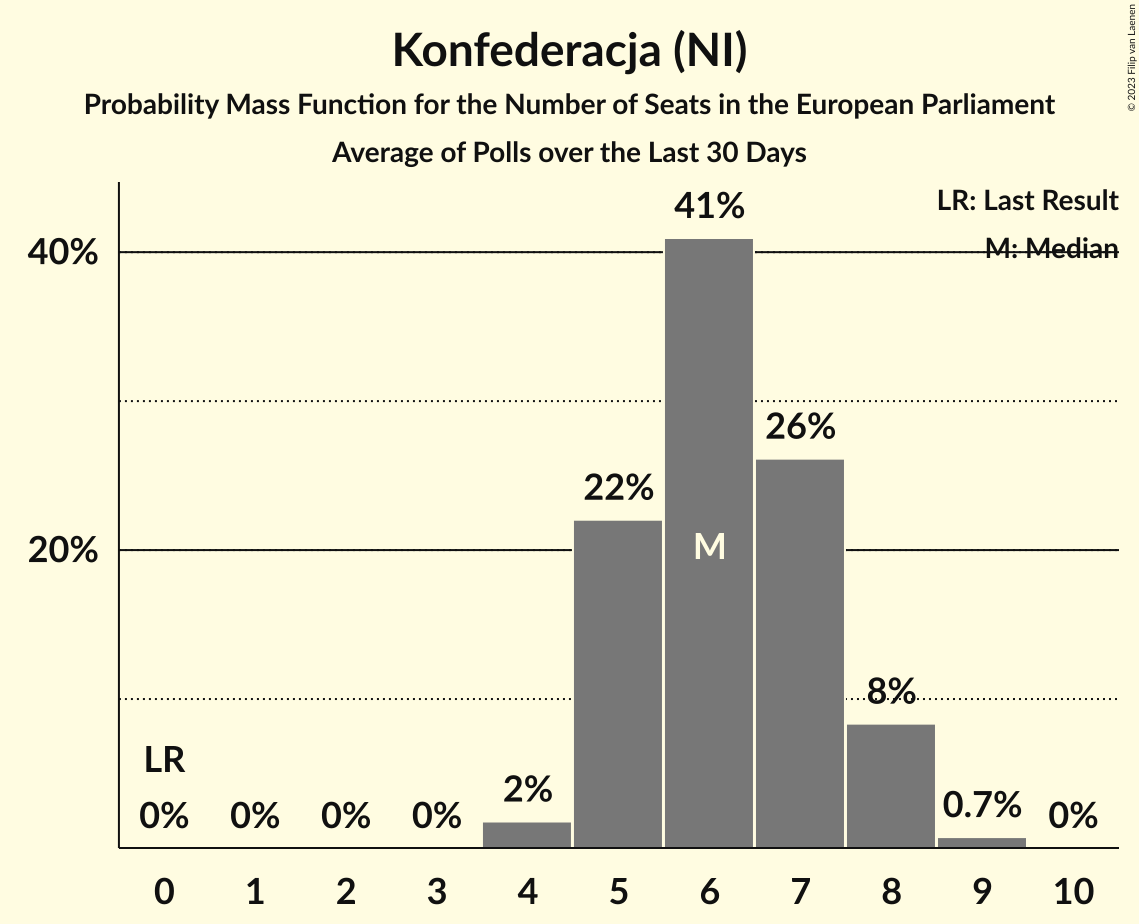 Konfederacja (NI)
Probability Mass Function for the Number of Seats in the European Parliament
Average of Polls over the Last 30 Days
© 2023 Filip van Laenen
LR: Last Result
M: Median
40%
20%
41%
26%
22%
M
8%
LR
2%
0.7%
0% 0% 0% 0% 0%
0 1 2 3 4 5 6 7 8 9 10